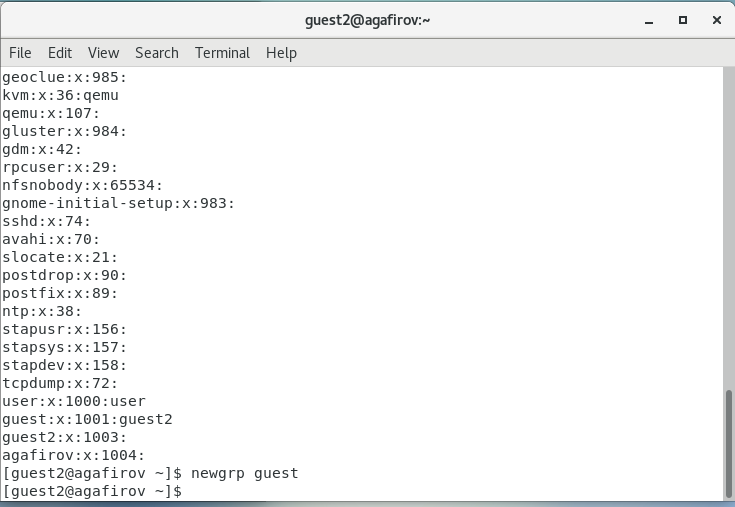 guest2@agafirov:~
File Edit View Search Terminal Help
geoclue:x:985:
kvm:x:36:qemu
qemu:x:107:
gluster:x:984:
gdm:x:42:
rpcuser:x:29:
nfsnobody:x:65534:
gnome-initial-setup:x:983:
sshd:x:74:
avahi:x:70:
slocate:x:21:
postdrop:x:90:
postfix:x:89:
ntp:x:38:
stapusr:x:156:
stapsys:x:157:
stapdev:x:158:
tcpdump:x:72:
user:x:1000:user
guest:x:1001:guest2
guest2:x:1003:
agafirov:x:1004:
[guest2@agafirov ~]$ newgrp guest
[guest2@agafirov ~]$